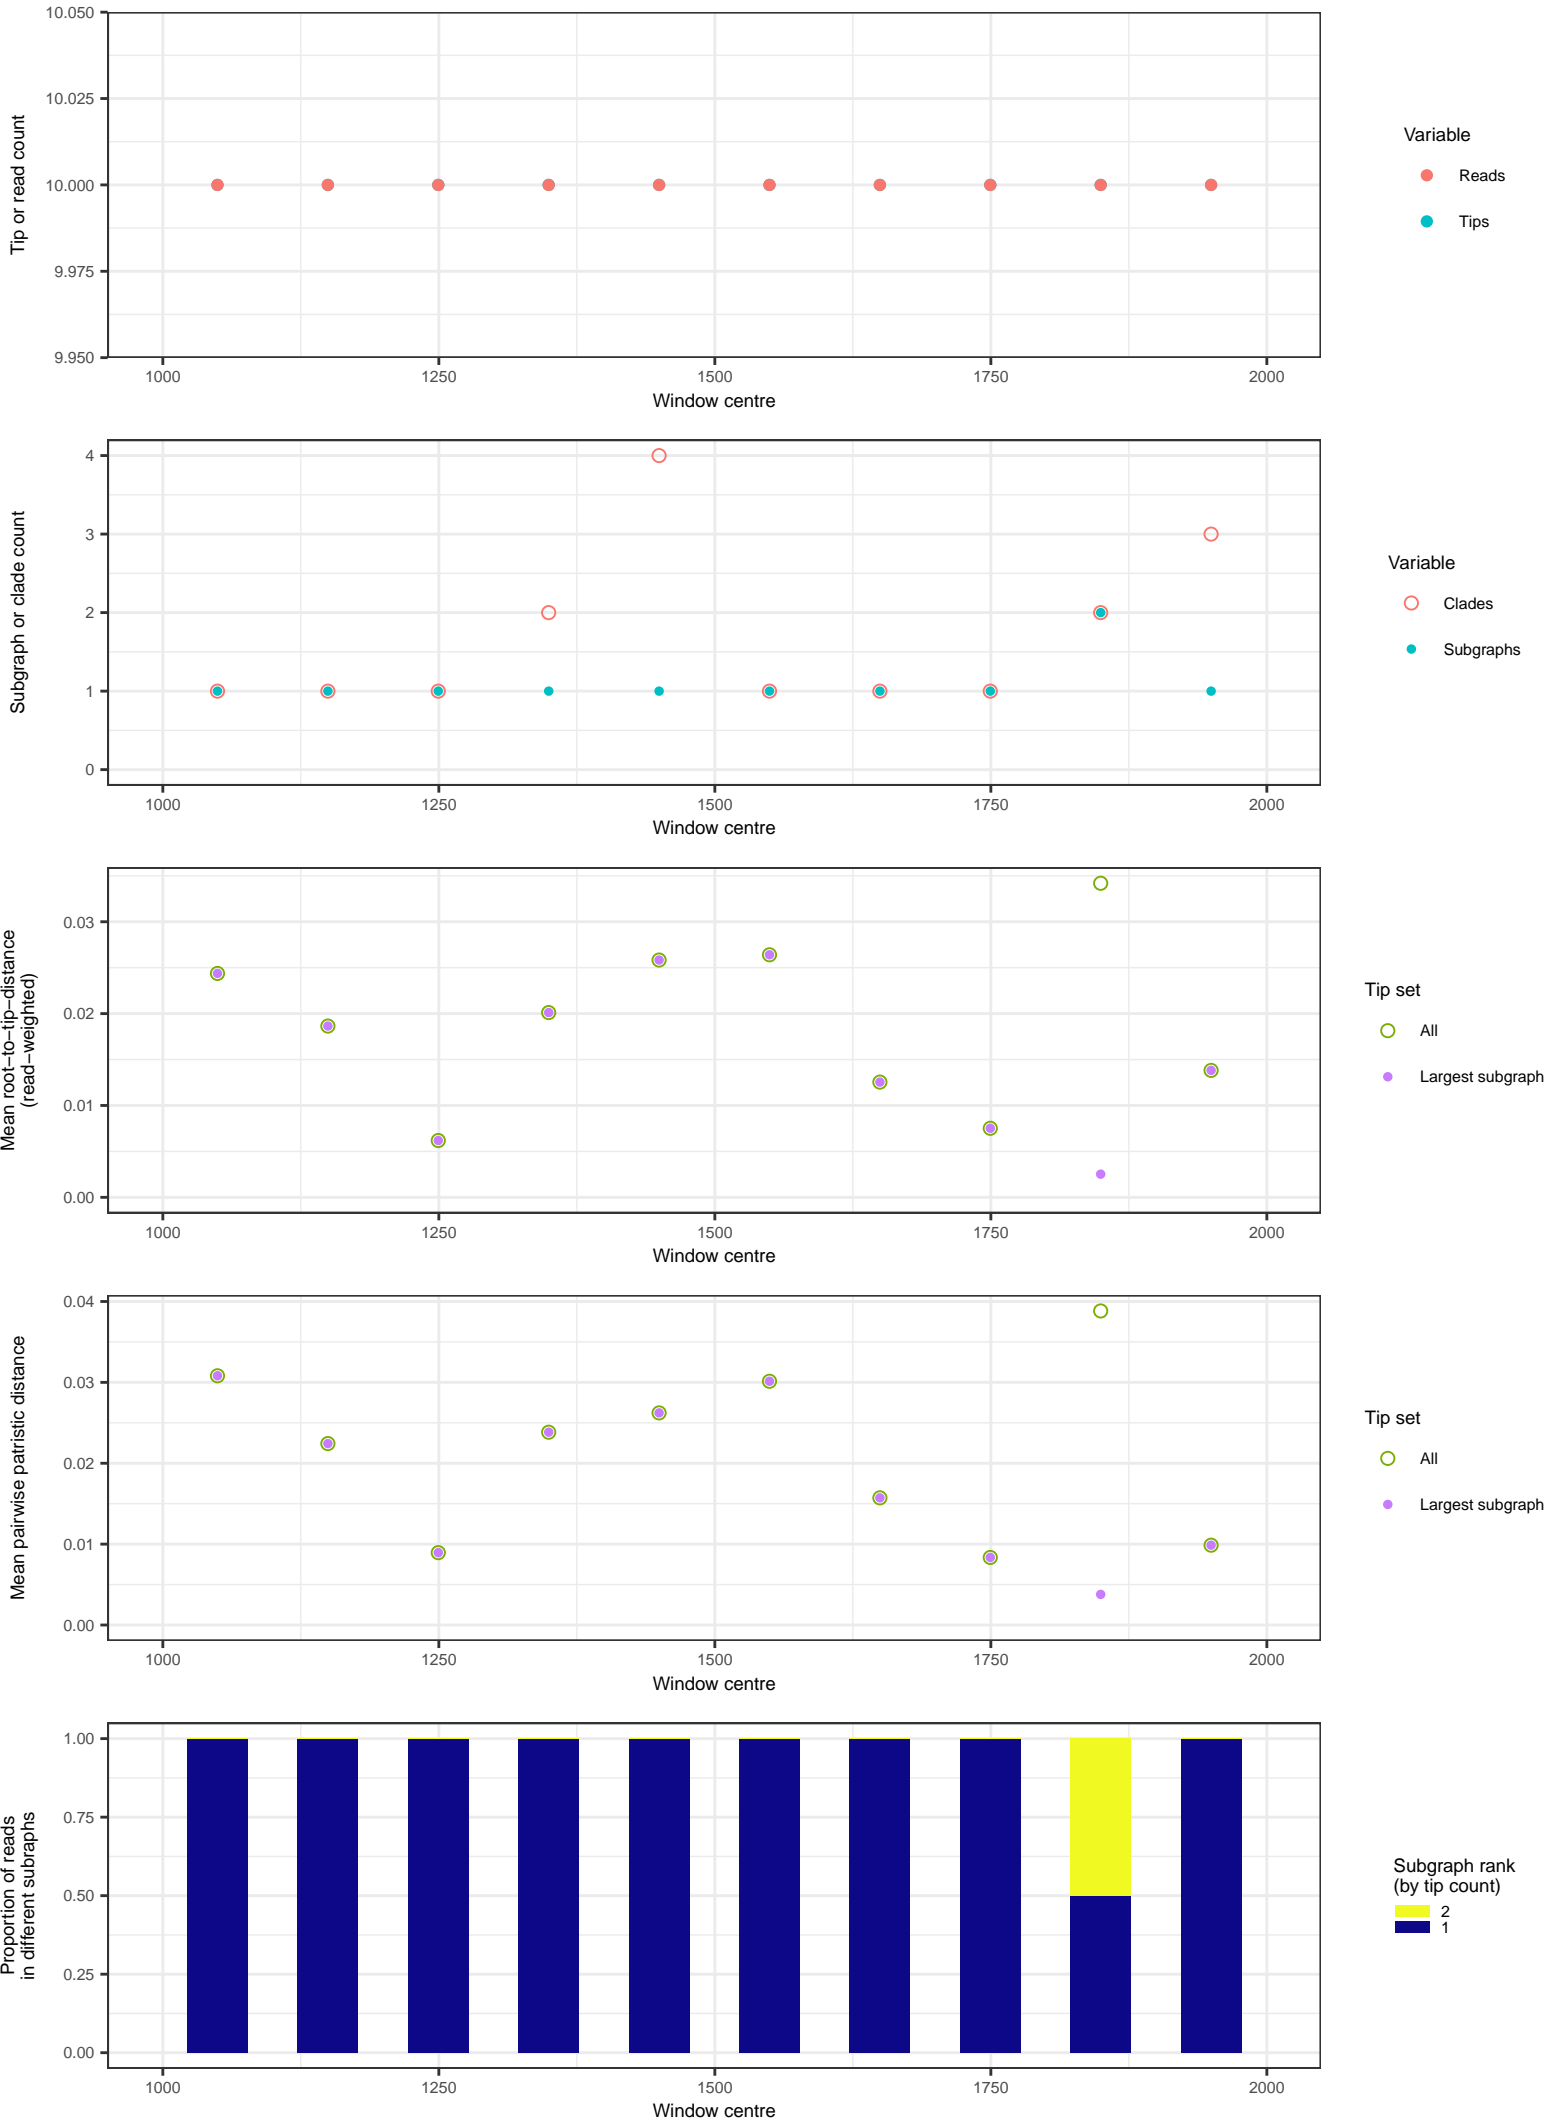 10.050
10.025
10.000
9.975
9.950
Tip or read count
1000 1250 1500 1750 2000
Window centre
Variable
Reads
Tips
4
3
2
1
0
Subgraph or clade count
1000 1250 1500 1750 2000
Window centre
Variable
Clades
Subgraphs
0.03
0.02
0.01
0.00
Mean root−to−tip−distance
(read−weighted)
1000 1250 1500 1750 2000
Window centre
Tip set
All
Largest subgraph
0.04
0.03
0.02
0.01
0.00
Mean pairwise patristic distance
1000 1250 1500 1750 2000
Window centre
Tip set
All
Largest subgraph
1.00
0.75
0.50
0.25
0.00
Proportion of reads
in different subraphs
1000 1250 1500 1750 2000
Window centre
Subgraph rank
(by tip count)
2
1